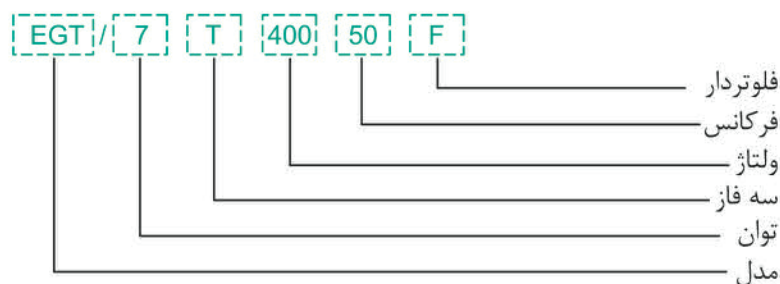 EGT / 7 T 400 50 F
فلوتردار
فرکانس
ولتاژ
سه فاز
توان
مدل